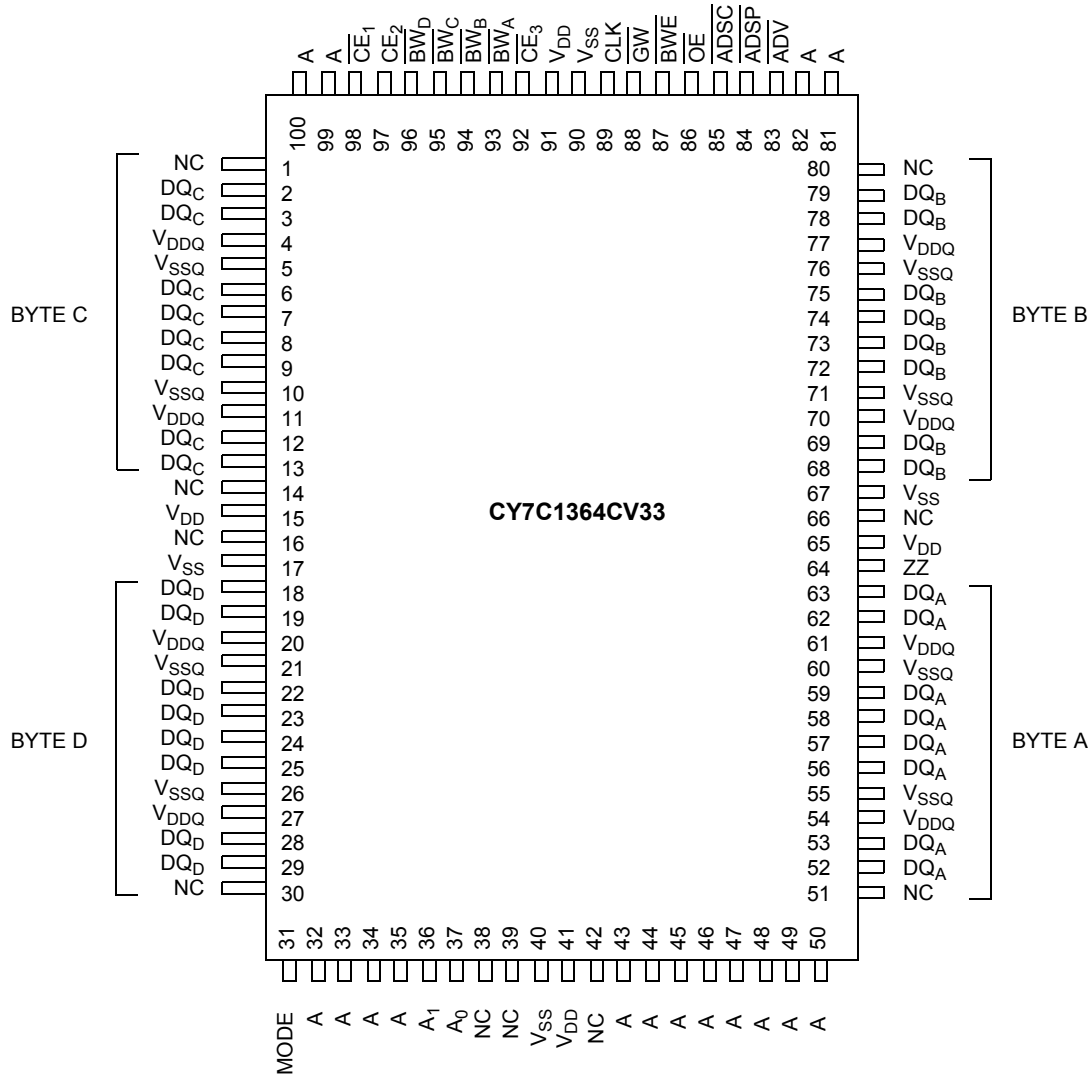 A
A
CE1
CE2
BWD
BWC
BWB
BWA
CE3
VDD
VSS
CLK
GW
BWE
OE
ADSC
ADSP
ADV
A
A
100
99
98
97
96
95
94
93
92
91
90
89
88
87
86
85
84
83
82
81
BYTE C
NC 1
DQC 2
DQC 3
VDDQ 4
VSSQ 5
DQC 6
DQC 7
DQC 8
DQC 9
VSSQ 10
VDDQ 11
DQC 12
DQC 13
NC 14
VDD 15
NC 16
VSS 17
BYTE D
DQD 18
DQD 19
VDDQ 20
VSSQ 21
DQD 22
DQD 23
DQD 24
DQD 25
VSSQ 26
VDDQ 27
DQD 28
DQD 29
NC 30
CY7C1364CV33
80 NC
79 DQB
78 DQB
77 VDDQ
76 VSSQ
75 DQB
74 DQB
73 DQB
72 DQB
71 VSSQ
70 VDDQ
69 DQB
68 DQB
BYTE B
67 VSS
66 NC
65 VDD
64 ZZ
63 DQA
62 DQA
61 VDDQ
60 VSSQ
59 DQA
58 DQA
57 DQA
56 DQA
55 VSSQ
54 VDDQ
53 DQA
52 DQA
51 NC
BYTE A
31
32
33
34
35
36
37
38
39
40
41
42
43
44
45
46
47
48
49
50
MODE
A
A
A
A
A1
A0
NC
NC
VSS
VDD
NC
A
A
A
A
A
A
A
A